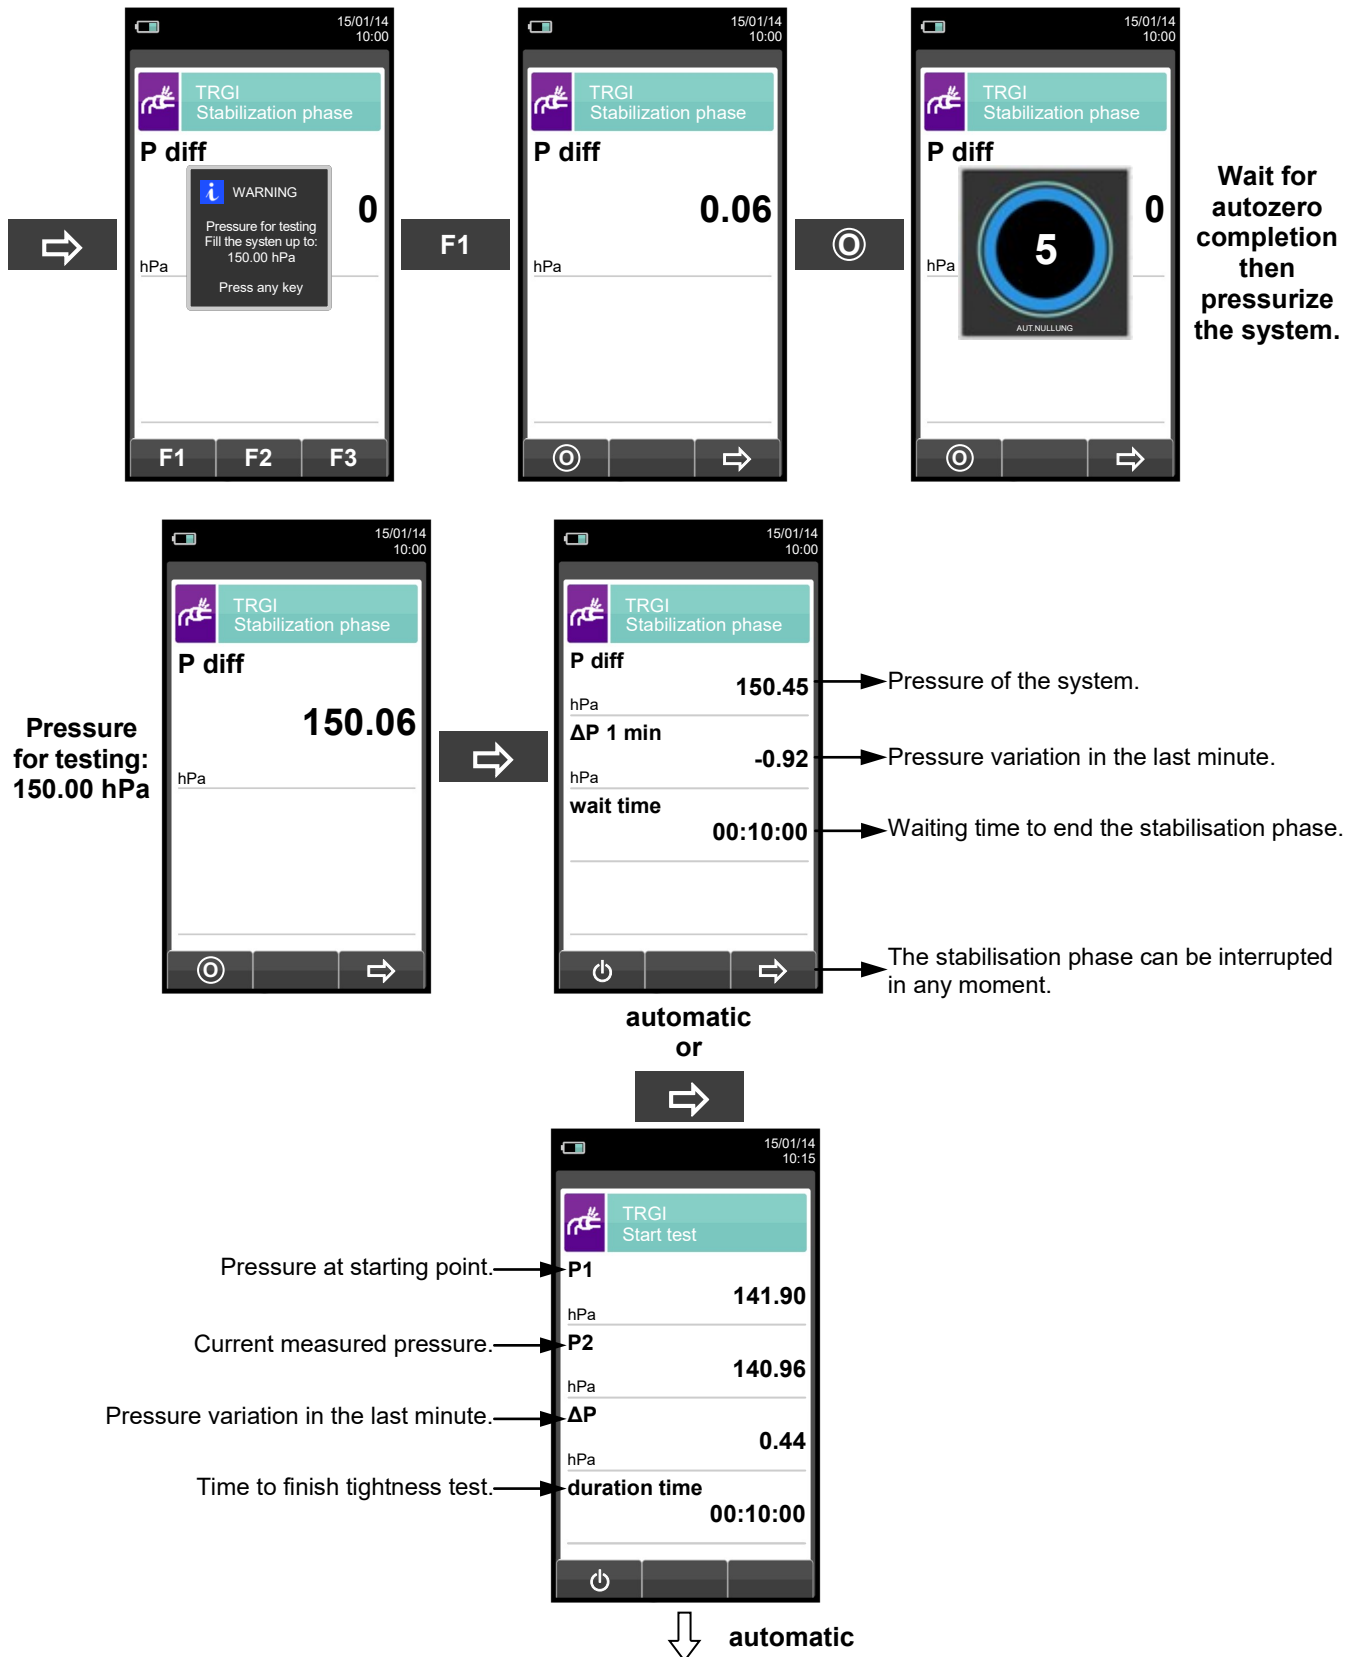 15/01/14
10:00
TRGI
Stabilization phase
P diff
WARNING
Pressure for testing
Fill the systen up to:
150.00 hPa
Press any key
0
hPa
F1 F2 F3
F1
15/01/14
10:00
TRGI
Stabilization phase
P diff
0.06
hPa
O
O
15/01/14
10:00
TRGI
Stabilization phase
P diff
0
5
hPa
AUT.NULLUNG
O
Wait for
autozero
completion
then
pressurize
the system.
Pressure
for testing:
150.00 hPa
15/01/14
10:00
TRGI
Stabilization phase
P diff
150.06
hPa
O
15/01/14
10:00
TRGI
Stabilization phase
P diff
150.45
hPa
ΔP 1 min
-0.92
hPa
wait time
00:10:00
Pressure of the system.
Pressure variation in the last minute.
Waiting time to end the stabilisation phase.
The stabilisation phase can be interrupted
in any moment.
automatic
or
15/01/14
10:15
TRGI
Start test
P1
141.90
hPa
P2
140.96
hPa
ΔP
0.44
hPa
duration time
00:10:00
Pressure at starting point.
Current measured pressure.
Pressure variation in the last minute.
Time to finish tightness test.
automatic